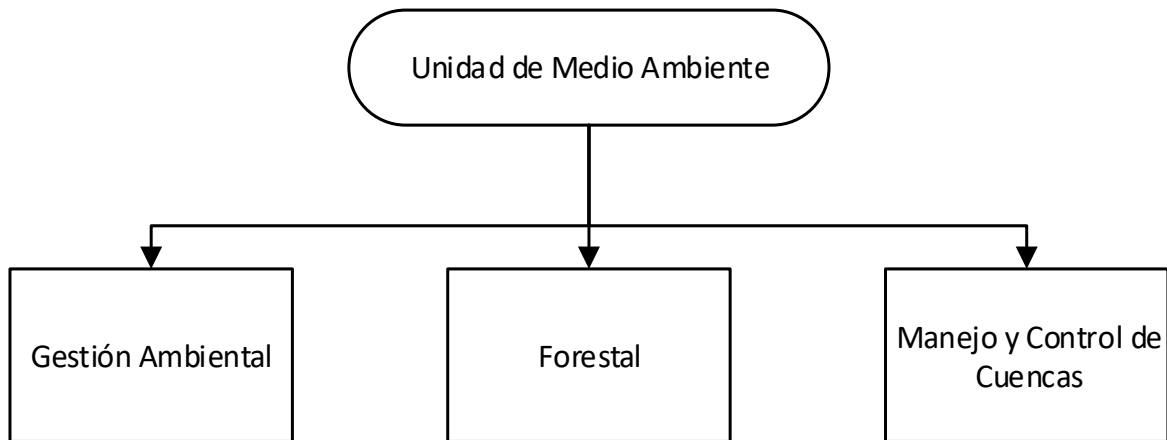 Unidad de Medio Ambiente
Gestión Ambiental
Forestal
Manejo y Control de
Cuencas